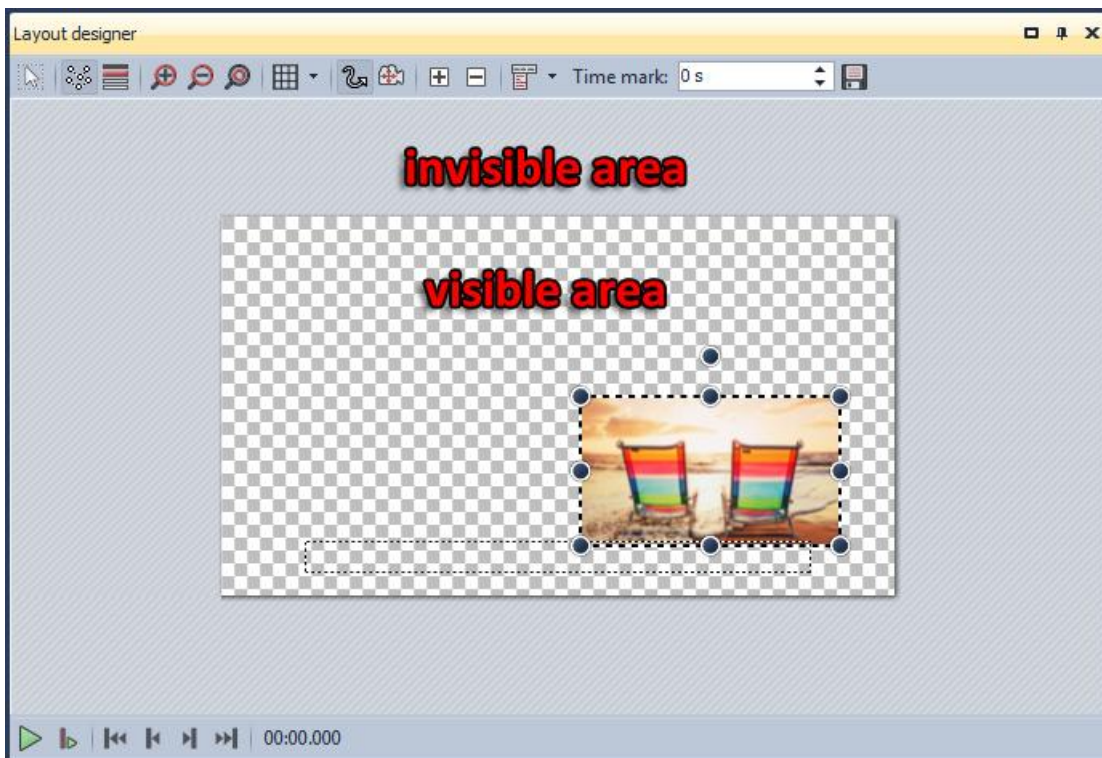 Layout designer
Time mark: 0 s
invisible area
visible area
00:00.000